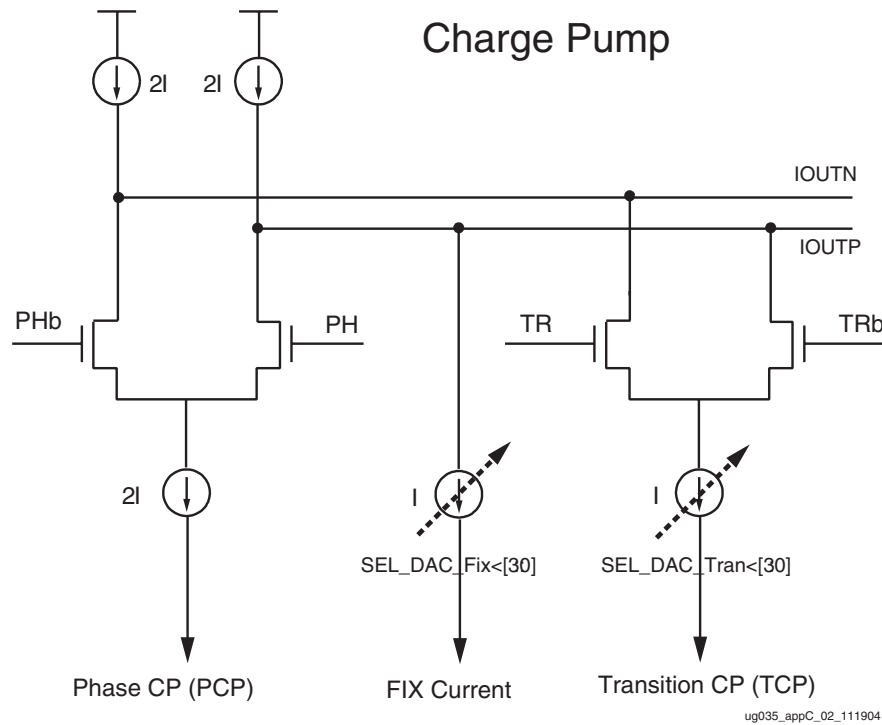 Charge Pump
2I
2I
IOUTN
IOUTP
PHb
PH
TR
TRb
2I
I
I
SEL_DAC_Fix<[30]
SEL_DAC_Tran<[30]
Phase CP (PCP)
FIX Current
Transition CP (TCP)
ug035_appC_02_111904